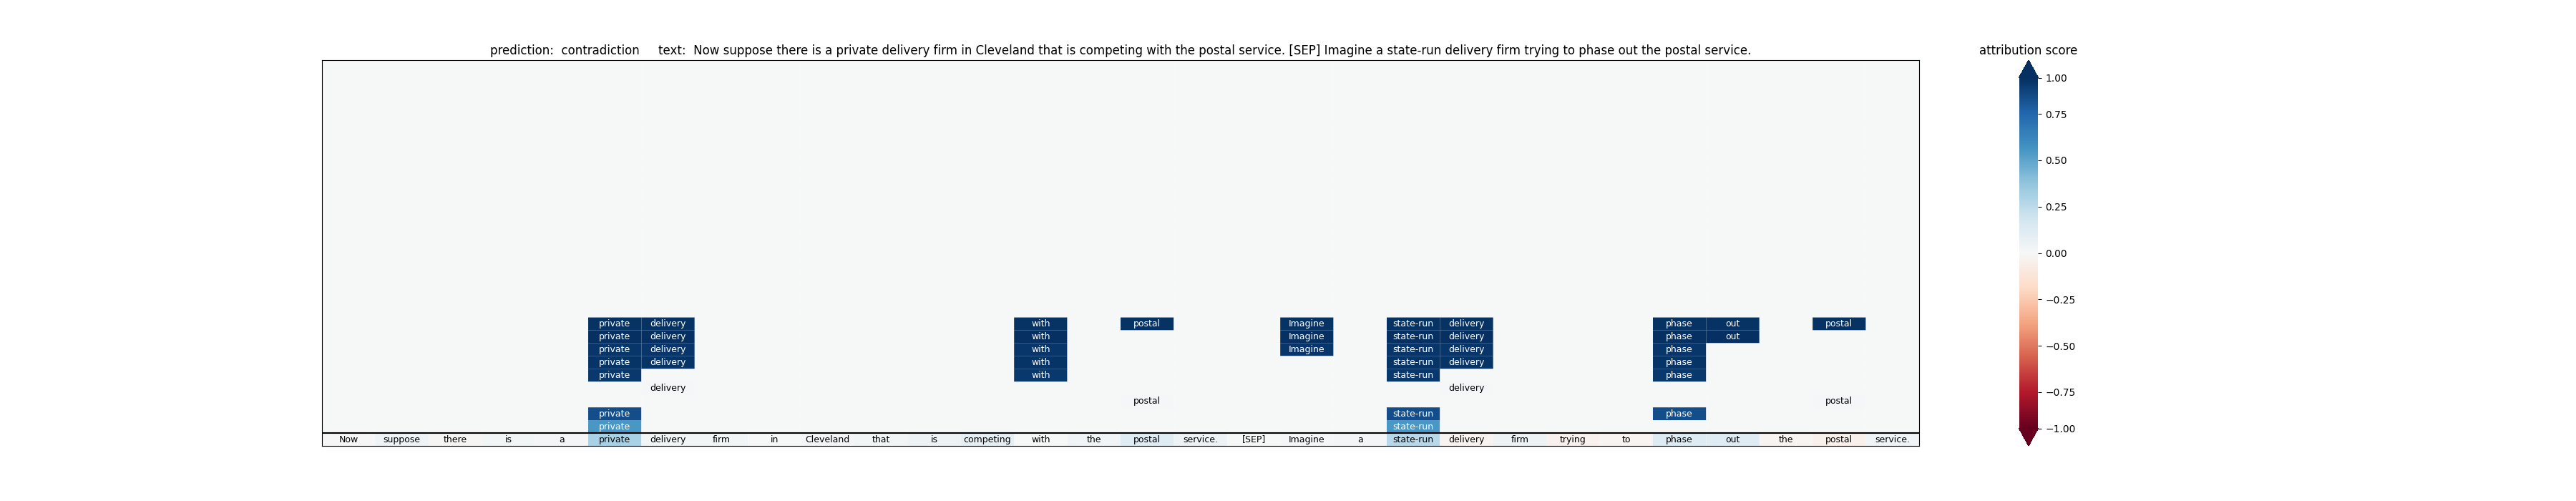 prediction: contradiction text: Now suppose there is a private delivery firm in Cleveland that is competing with the postal service. [SEP] Imagine a state-run delivery firm trying to phase out the postal service.
attribution score
1.00
0.75
0.50
0.25
0.00
−0.25
−0.50
−0.75
−1.00
private delivery with postal Imagine state-run delivery phase out postal
private delivery with Imagine state-run delivery phase out
private delivery with Imagine state-run delivery phase
private delivery with state-run delivery phase
private with state-run phase
delivery delivery
postal postal
private state-run phase
private state-run
Now suppose there is a private delivery firm in Cleveland that is competing with the postal service. [SEP] Imagine a state-run delivery firm trying to phase out the postal service.